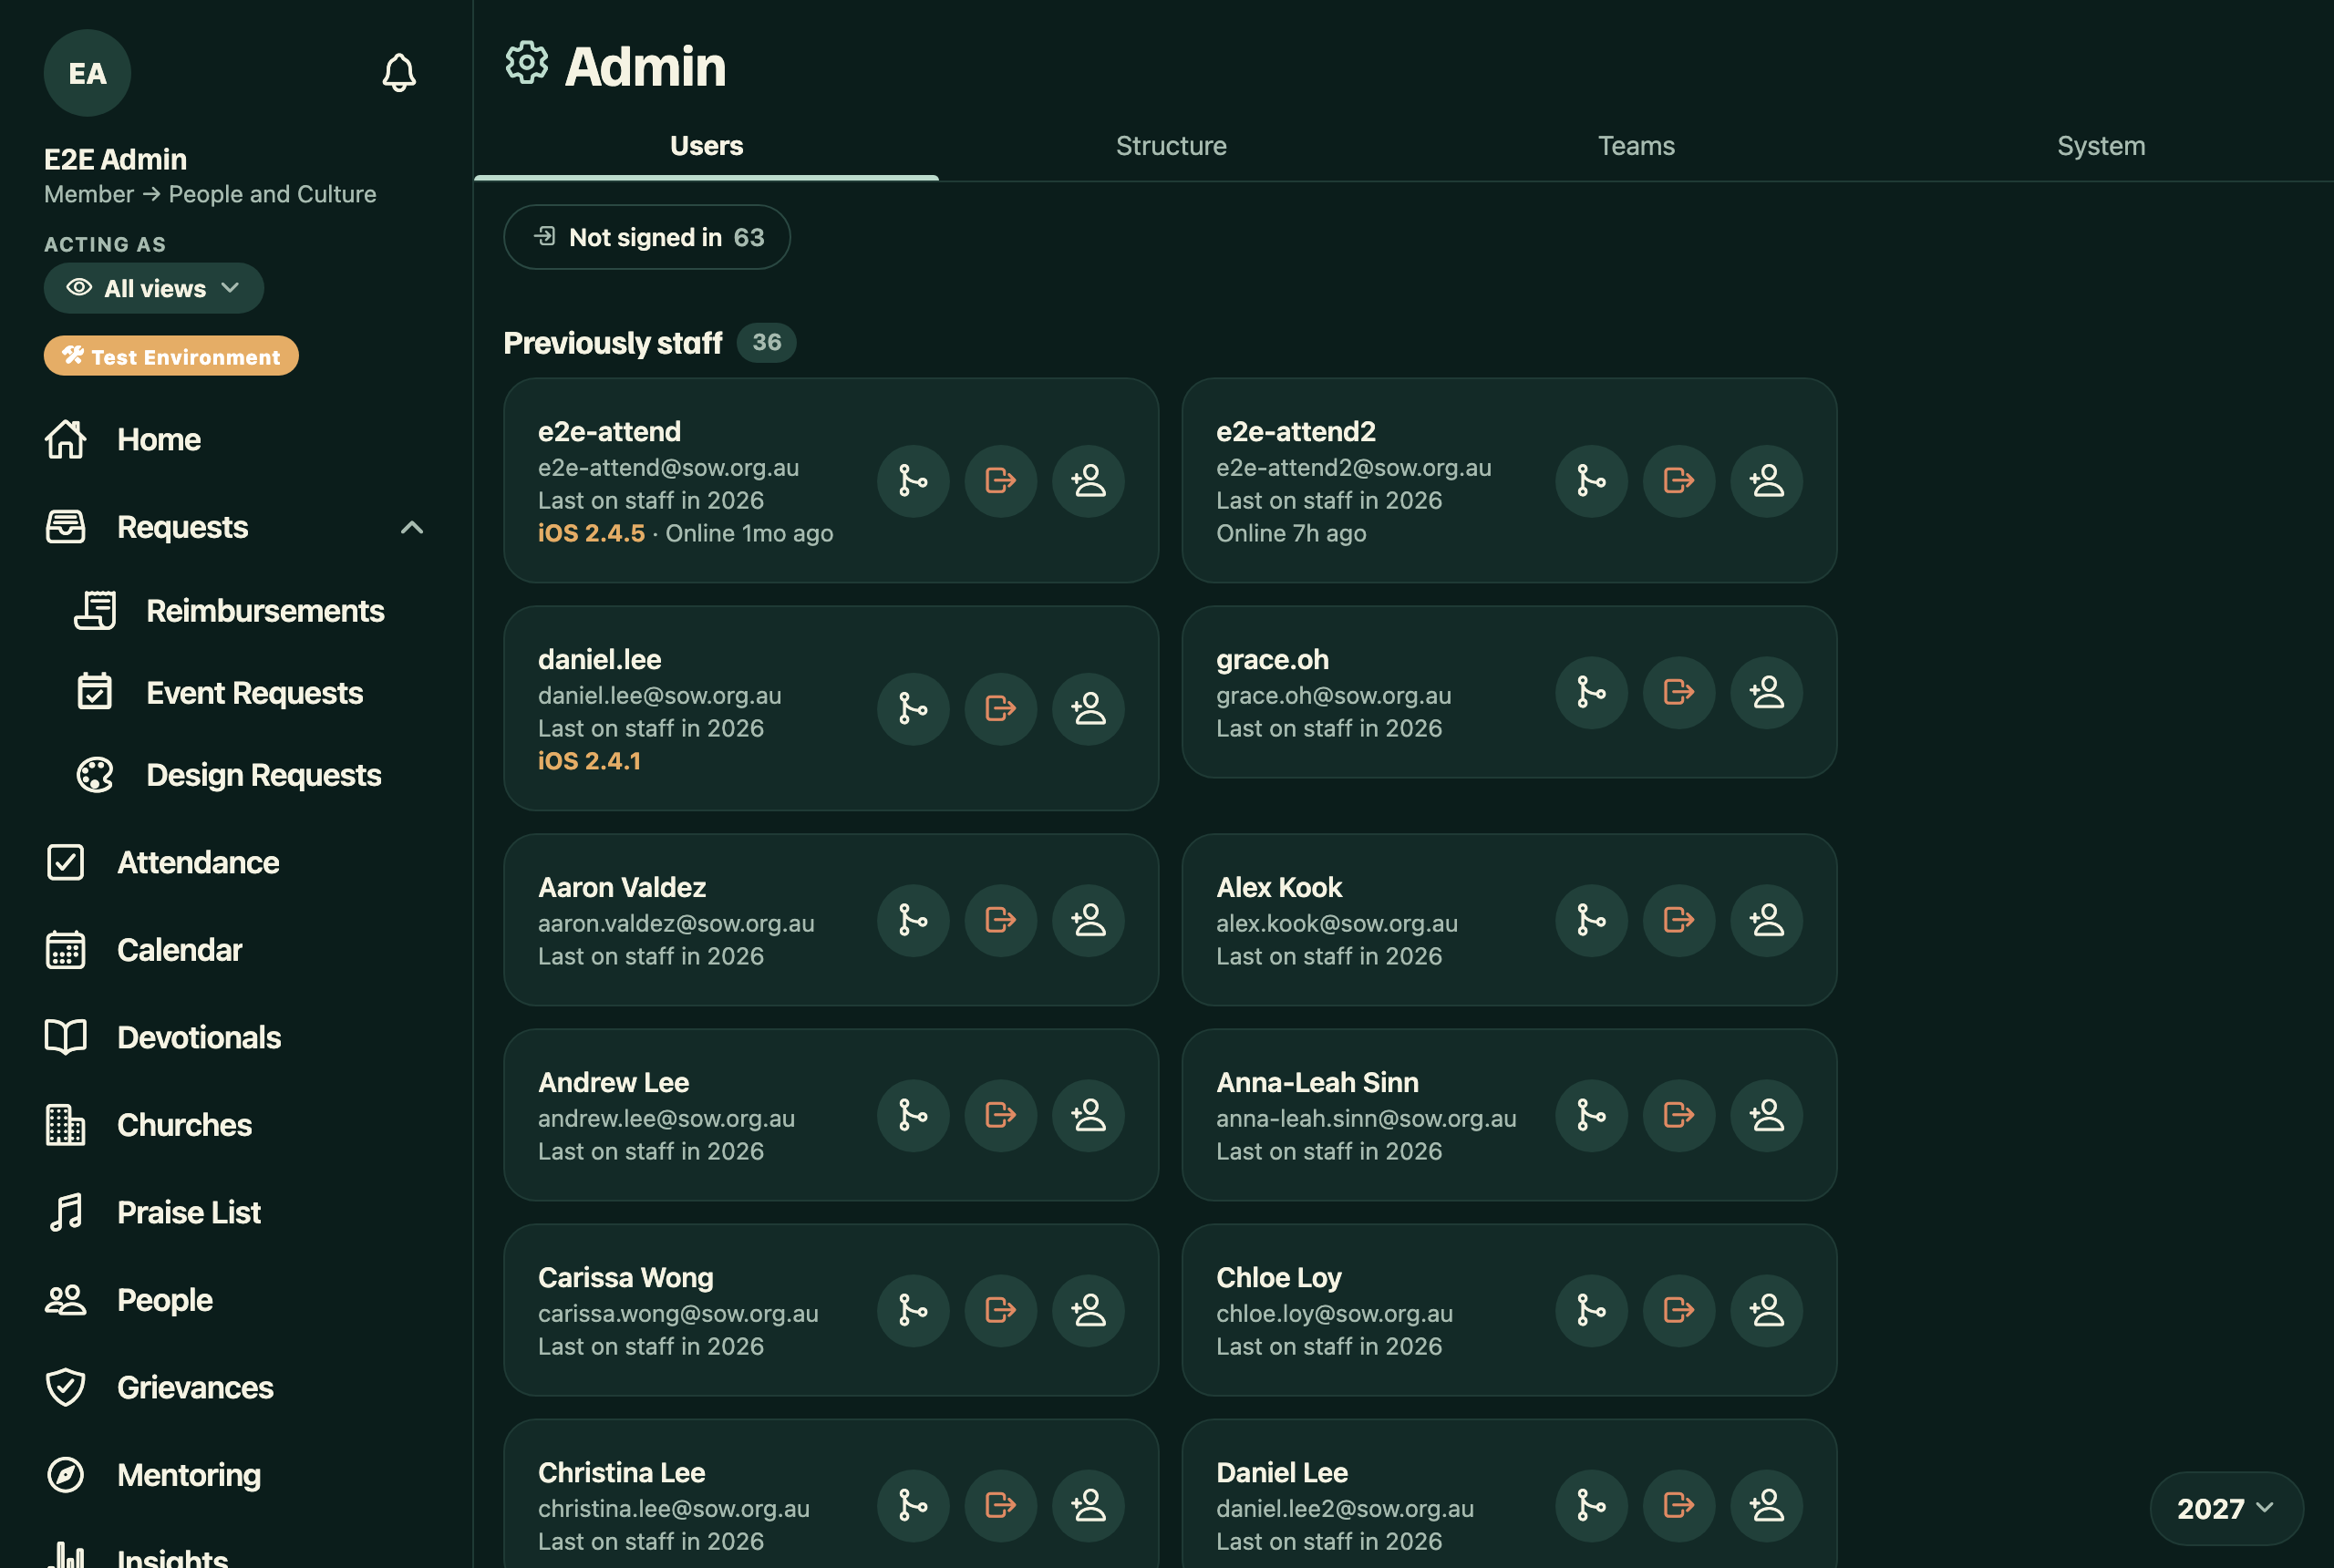 EA
E2E Admin
Member → People and Culture
ACTING AS
All views
Test Environment
Home
Requests
Reimbursements
Event Requests
Design Requests
Attendance
Calendar
Devotionals
Churches
Praise List
People
Grievances
Mentoring
Insights
Admin
Users
Structure
Teams
System
Not signed in 63
Previously staff 36
e2e-attend
e2e-attend@sow.org.au
Last on staff in 2026
iOS 2.4.5 · Online 1mo ago
e2e-attend2
e2e-attend2@sow.org.au
Last on staff in 2026
Online 7h ago
daniel.lee
daniel.lee@sow.org.au
Last on staff in 2026
iOS 2.4.1
grace.oh
grace.oh@sow.org.au
Last on staff in 2026
Aaron Valdez
aaron.valdez@sow.org.au
Last on staff in 2026
Alex Kook
alex.kook@sow.org.au
Last on staff in 2026
Andrew Lee
andrew.lee@sow.org.au
Last on staff in 2026
Anna-Leah Sinn
anna-leah.sinn@sow.org.au
Last on staff in 2026
Carissa Wong
carissa.wong@sow.org.au
Last on staff in 2026
Chloe Loy
chloe.loy@sow.org.au
Last on staff in 2026
Christina Lee
christina.lee@sow.org.au
Last on staff in 2026
Daniel Lee
daniel.lee2@sow.org.au
Last on staff in 2026
2027